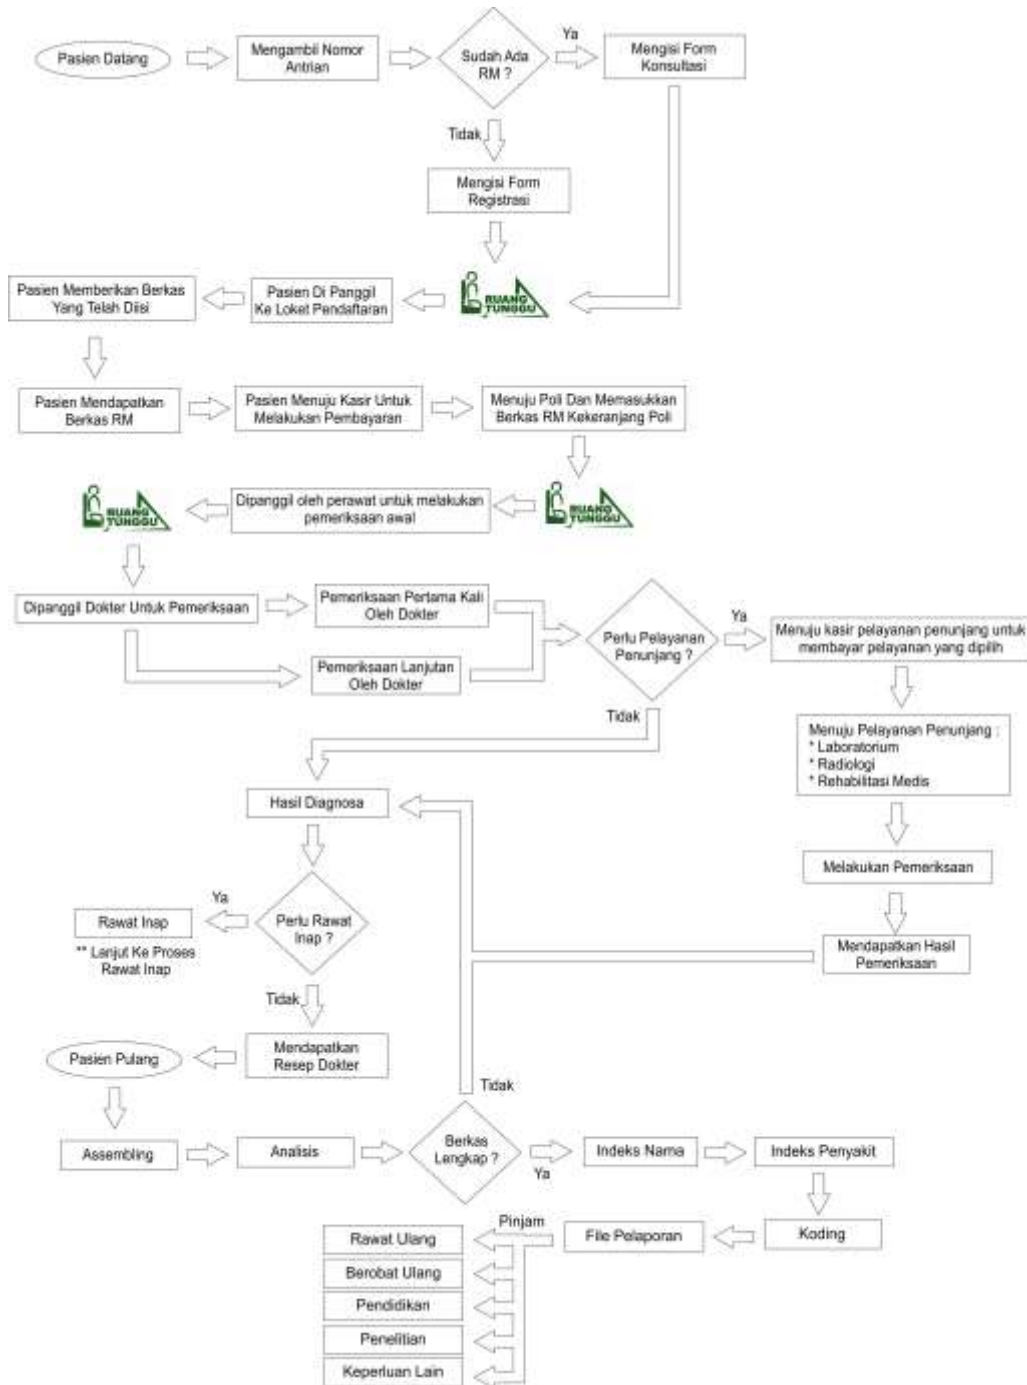 Pasien Datang
Mengambil Nomor
Antrian
Sudah Ada
RM ?
Ya
Mengisi Form
Konsultasi
Tidak
Mengisi Form
Registrasi
Pasien Memberikan Berkas
Yang Telah Diisi
Pasien Di Panggil
Ke Loket Pendaftaran
RUANG
TUNGGU
Pasien Mendapatkan
Berkas RM
Pasien Menuju Kasir Untuk
Melakukan Pembayaran
Menuju Poli Dan Memasukkan
Berkas RM Kekeranjang Poli
RUANG
TUNGGU
Dipanggil oleh perawat untuk melakukan
pemeriksaan awal
RUANG
TUNGGU
Dipanggil Dokter Untuk Pemeriksaan
Pemeriksaan Pertama Kali
Oleh Dokter
Pemeriksaan Lanjutan
Oleh Dokter
Perlu Pelayanan
Penunjang ?
Ya
Menuju kasir pelayanan penunjang untuk
membayar pelayanan yang dipilih
Tidak
Menuju Pelayanan Penunjang :
* Laboratorium
* Radiologi
* Rehabilitasi Medis
Hasil Diagnosa
Melakukan Pemeriksaan
Mendapatkan Hasil
Pemeriksaan
Perlu Rawat
Inap ?
Ya
Rawat Inap
** Lanjut Ke Proses
Rawat Inap
Tidak
Mendapatkan
Resep Dokter
Pasien Pulang
Assembling
Analisis
Berkas
Lengkap ?
Tidak
Ya
Indeks Nama
Indeks Penyakit
Koding
File Pelaporan
Pinjam
Rawat Ulang
Berobat Ulang
Pendidikan
Penelitian
Keperluan Lain